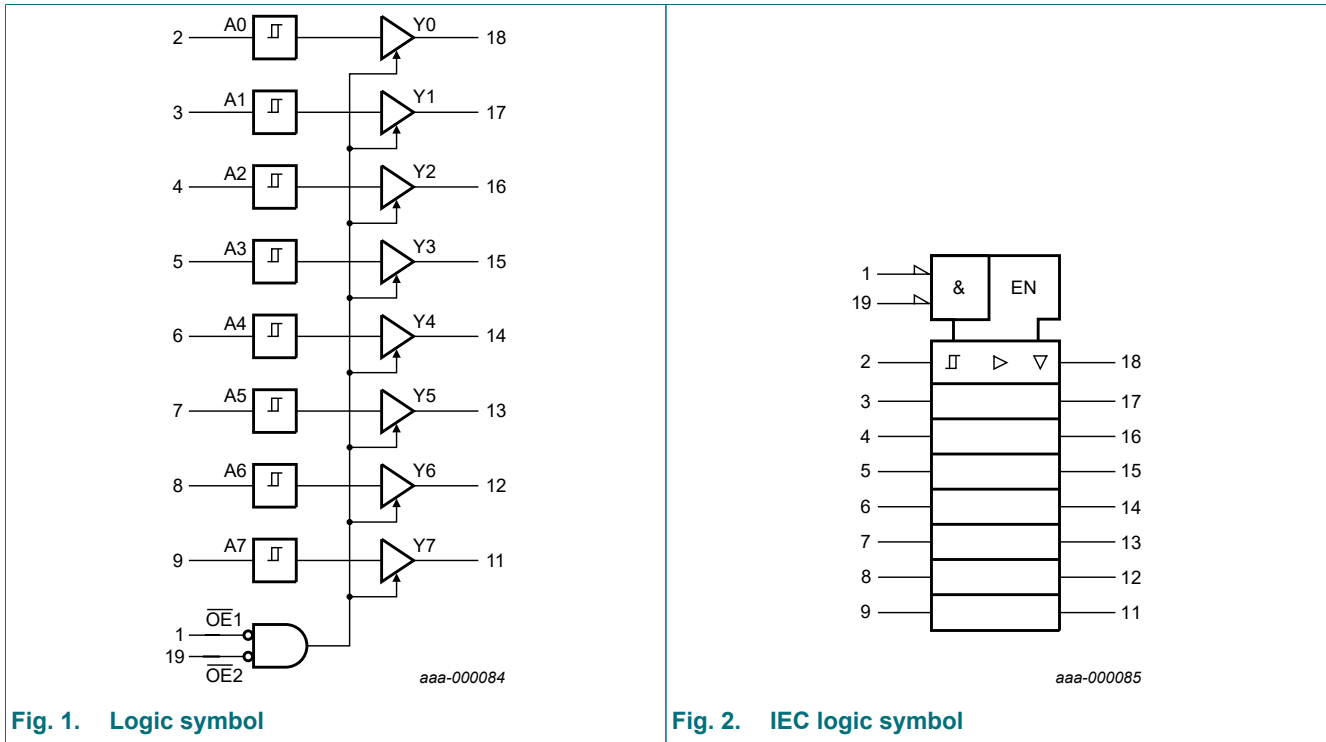 2 A0 Y0 18
3 A1 Y1 17
4 A2 Y2 16
5 A3 Y3 15
6 A4 Y4 14
7 A5 Y5 13
8 A6 Y6 12
9 A7 Y7 11
1 OE1
19 OE2
aaa-000084
Fig. 1. Logic symbol
1 & EN
19
2 18
3 17
4 16
5 15
6 14
7 13
8 12
9 11
aaa-000085
Fig. 2. IEC logic symbol